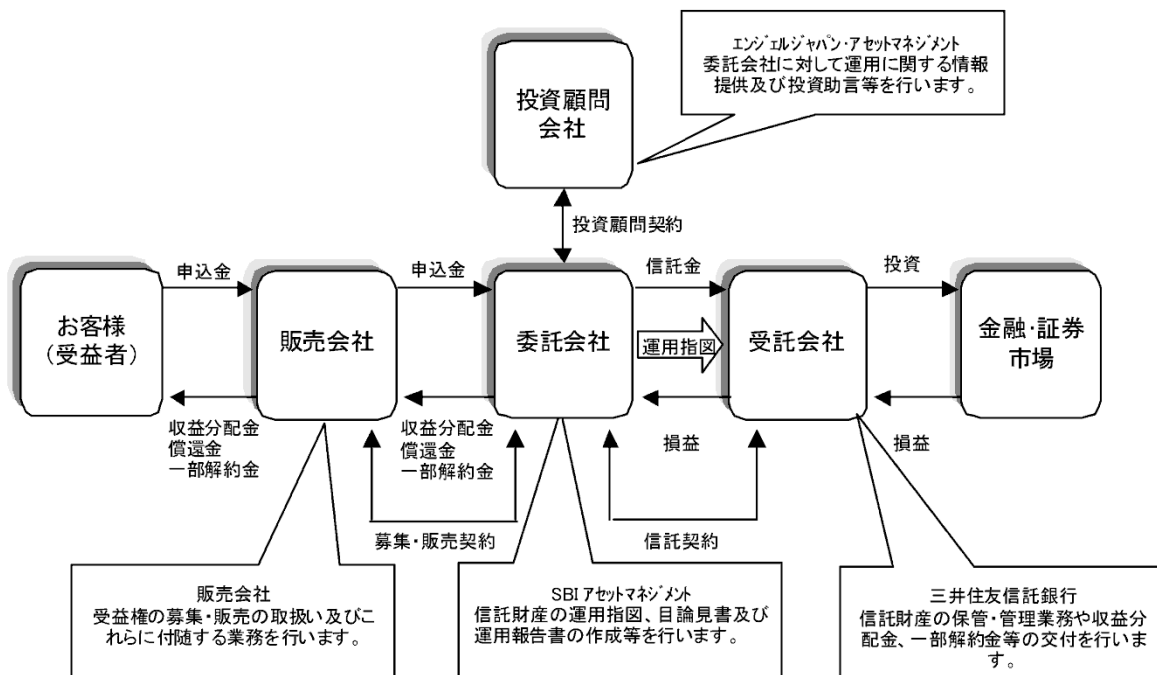 エンジェルジャパン・アセットマネジメント
委託会社に対して運用に関する情報
提供及び投資助言等を行います。
投資顧問
会社
投資顧問契約
申込金
申込金
信託金
投資
お客様
(受益者)
販売会社
委託会社
運用指図
受託会社
金融・証券
市場
収益分配金
償還金
一部解約金
収益分配金
償還金
一部解約金
損益
損益
募集・販売契約
信託契約
販売会社
受益権の募集・販売の取扱い及びこ
れらに付随する業務を行います。
SBIアセットマネジメント
信託財産の運用指図、目論見書及び
運用報告書の作成等を行います。
三井住友信託銀行
信託財産の保管・管理業務や収益分
配金、一部解約金等の交付を行いま
す。